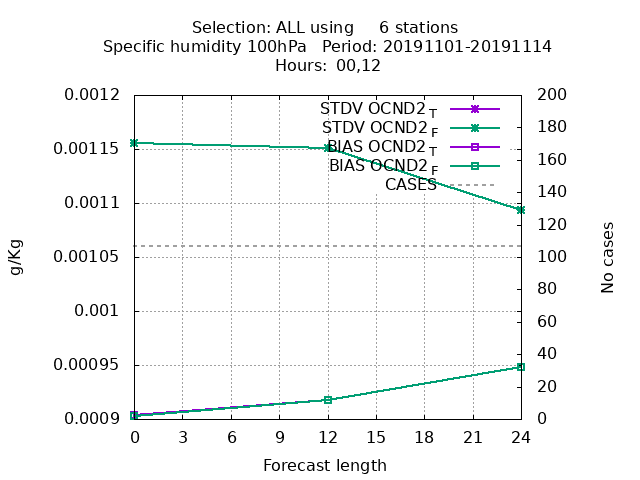 Selection: ALL using     6 stations
Specific humidity 100hPa   Period: 20191101-20191114
Hours:  00,12
STDV OCND2 T
STDV OCND2 F
BIAS OCND2 T
BIAS OCND2 F
CASES
0.0012
0.00115
0.0011
0.00105
0.001
0.00095
0.0009
200
180
160
140
120
100
80
60
40
20
0
g/Kg
No cases
0 3 6 9 12 15 18 21 24
Forecast length